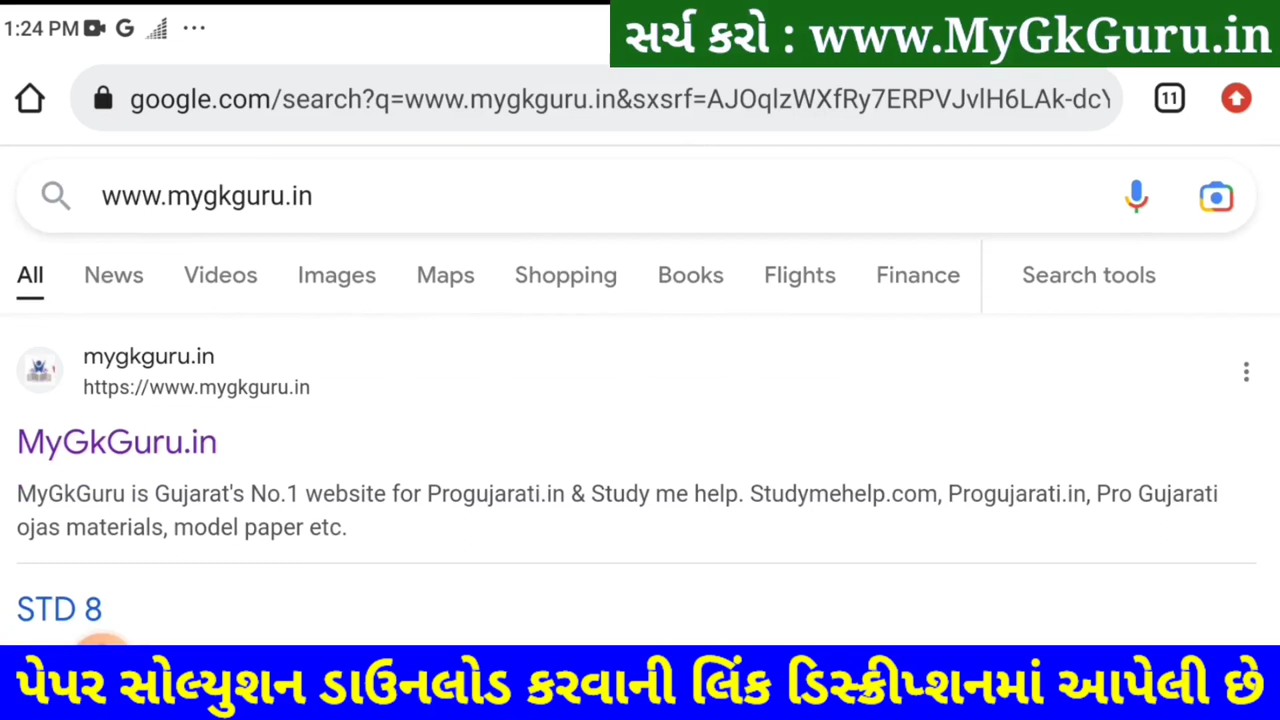 1:24 PM
સર્ચ કરો : www.MyGkGuru.in
google.com/search?q=www.mygkguru.in&sxsrf=AJOqlzWXfRy7ERPVJvlH6LAk-dcY
11
www.mygkguru.in
All News Videos Images Maps Shopping Books Flights Finance Search tools
mygkguru.in
https://www.mygkguru.in
MyGkGuru.in
MyGkGuru is Gujarat's No.1 website for Progujarati.in & Study me help. Studymehelp.com, Progujarati.in, Pro Gujarati
ojas materials, model paper etc.
STD 8
પેપર સોલ્યુશન ડાઉનલોડ કરવાની લિંક ડિસ્ક્રીપ્શનમાં આપેલી છે